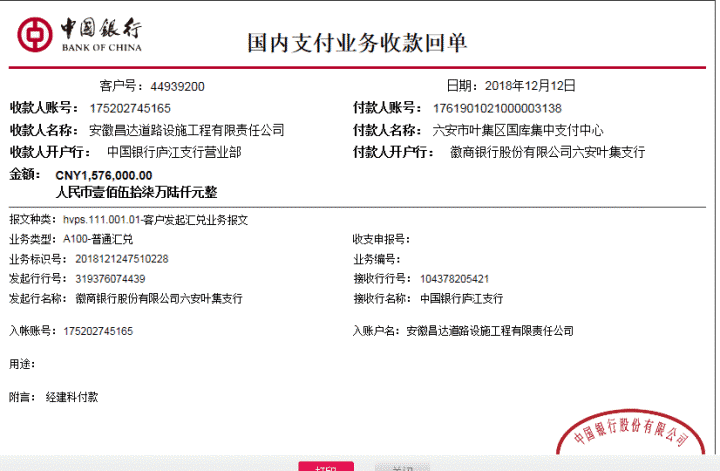 中国银行
BANK OF CHINA
国内支付业务收款回单
客户号：44939200 日期：2018年12月12日
收款人账号：175202745165 付款人账号：1761901021000003138
收款人名称：安徽昌达道路设施工程有限责任公司 付款人名称：六安市叶集区国库集中支付中心
收款人开户行：中国银行庐江支行营业部 付款人开户行：徽商银行股份有限公司六安叶集支行
金额：CNY1,576,000.00
人民币壹佰伍拾柒万陆仟元整
报文种类：hvps.111.001.01-客户发起汇兑业务报文
业务类型：A100-普通汇兑 收支申报号：
业务标识号：2018121247510228 业务编号：
发起行行号：319376074439 接收行行号：104378205421
发起行名称：徽商银行股份有限公司六安叶集支行 接收行名称：中国银行庐江支行
入帐账号：175202745165 入账户名：安徽昌达道路设施工程有限责任公司
用途：
附言：经建科付款
中国银行股份有限公司